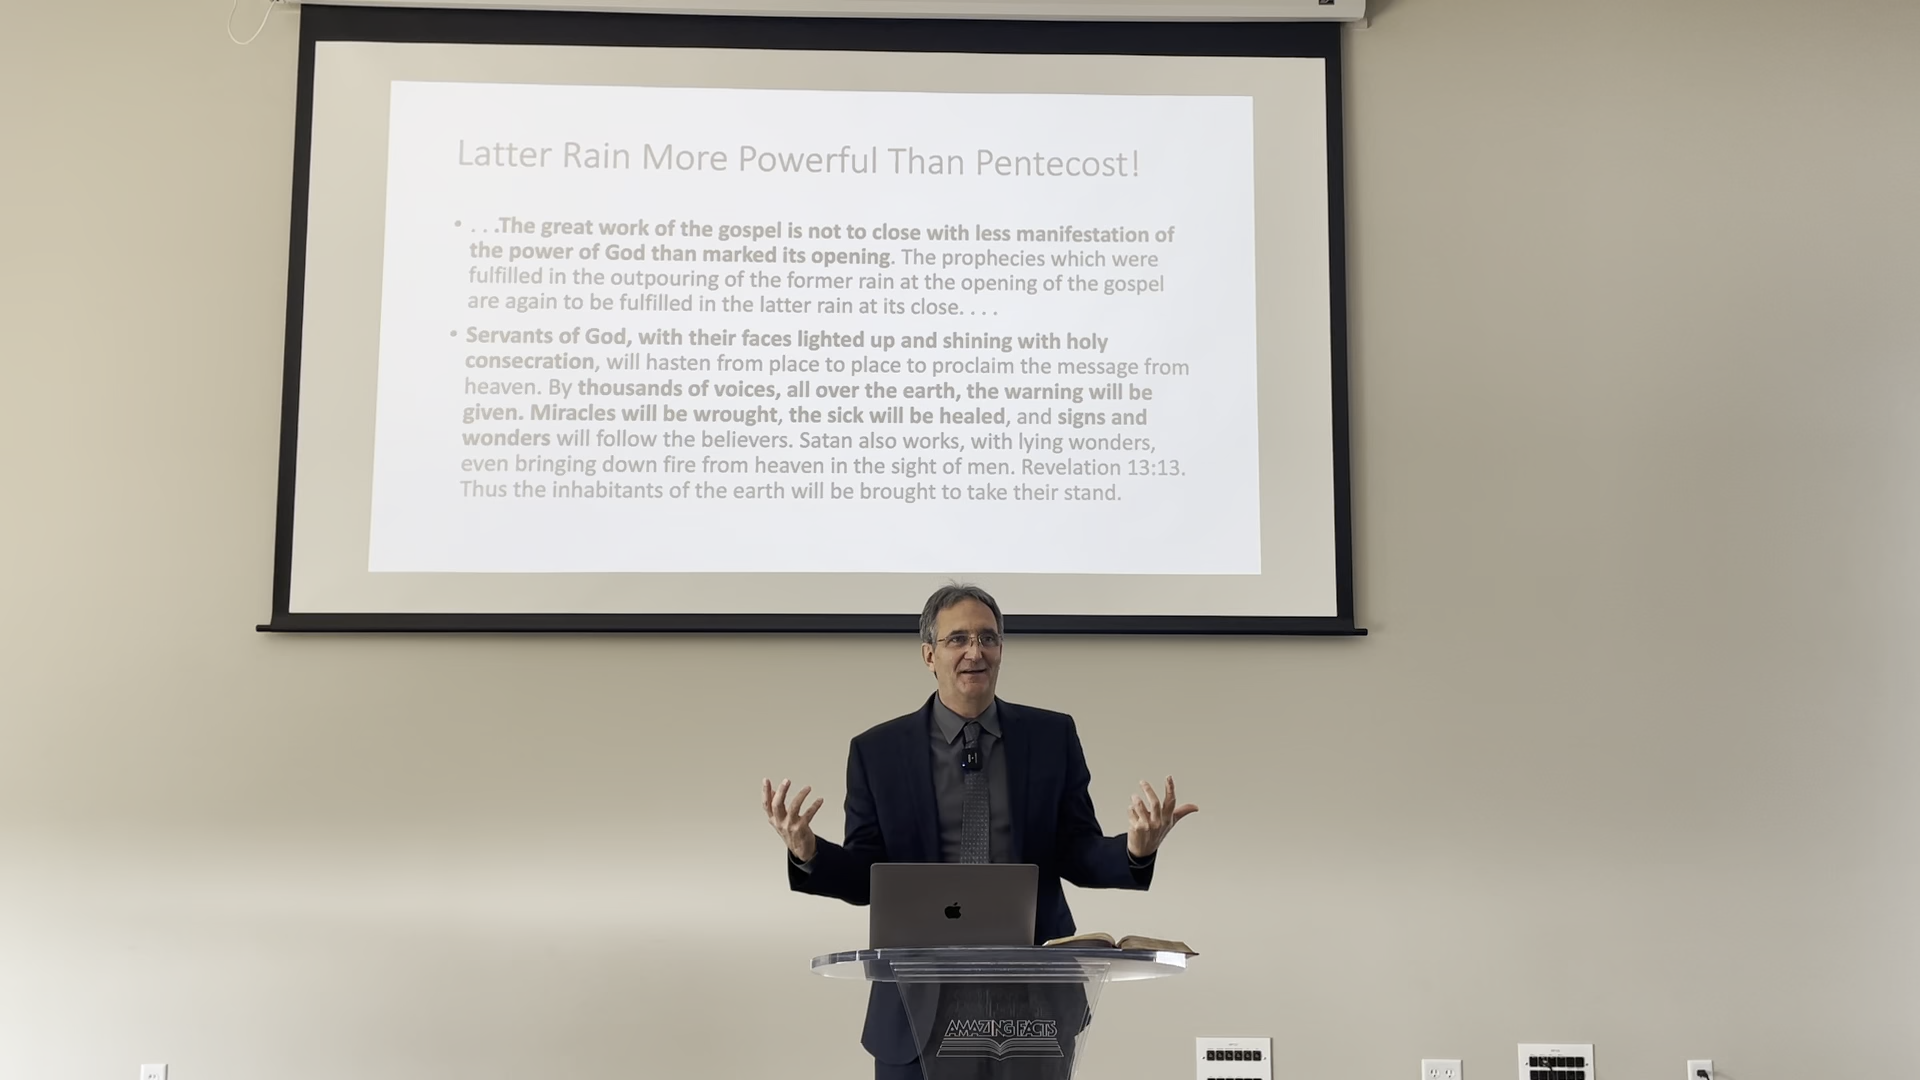 Latter Rain More Powerful Than Pentecost!
• . . .The great work of the gospel is not to close with less manifestation of
the power of God than marked its opening. The prophecies which were
fulfilled in the outpouring of the former rain at the opening of the gospel
are again to be fulfilled in the latter rain at its close. . . .
• Servants of God, with their faces lighted up and shining with holy
consecration, will hasten from place to place to proclaim the message from
heaven. By thousands of voices, all over the earth, the warning will be
given. Miracles will be wrought, the sick will be healed, and signs and
wonders will follow the believers. Satan also works, with lying wonders,
even bringing down fire from heaven in the sight of men. Revelation 13:13.
Thus the inhabitants of the earth will be brought to take their stand.
AMAZING FACTS